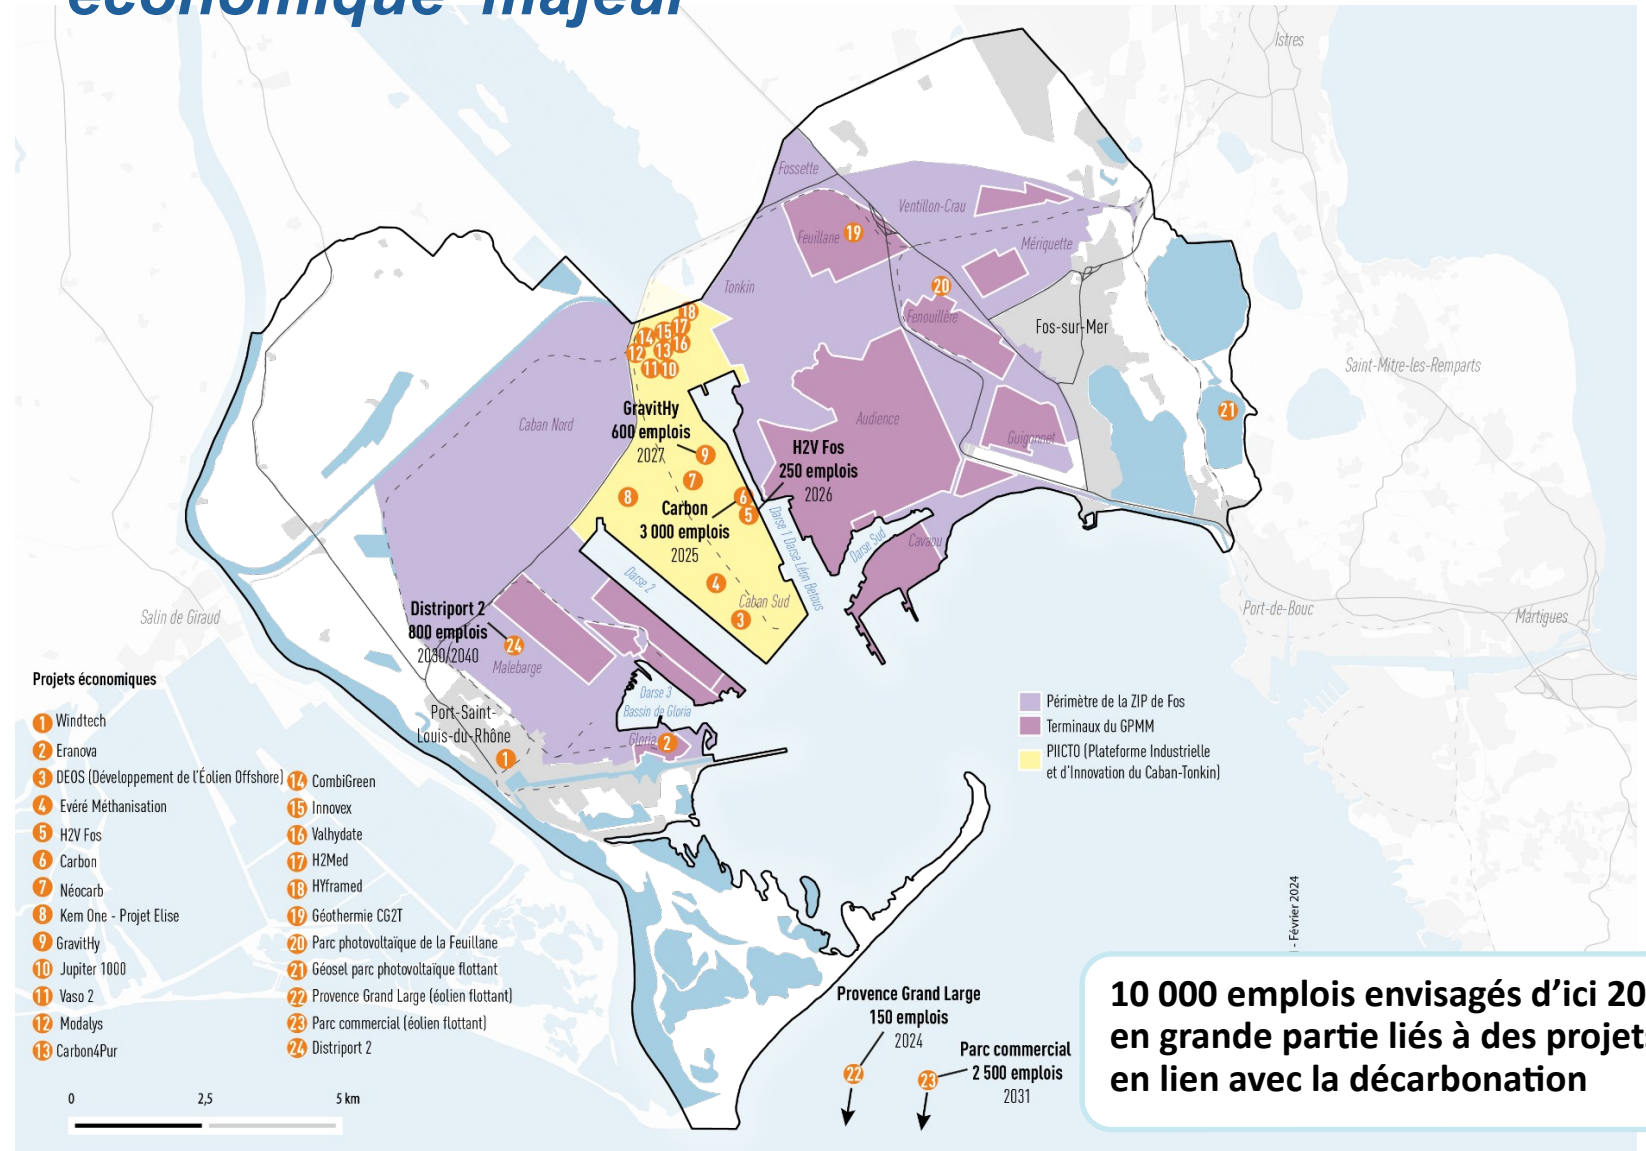 économique majeur
Istres
Fossette
Ventillon-Crau
Feuillane
19
Mériquette
Tonkin
20
Fenouillère
Fos-sur-Mer
18
17
15
14
16
13
12
11
10
Saint-Mitre-les-Remparts
21
GravitHy
600 emplois
2027
Caban Nord
Audience
Guigonnet
H2V Fos
250 emplois
2026
9
7
8
6
5
Carbon
3 000 emplois
2025
Darse 1 Darse Léon Betous
Darse Sud
Cavaou
Darse 2
4
Caban Sud
3
Salin de Giraud
Port-de-Bouc
Martigues
Distriport 2
800 emplois
2030/2040
24
Malebarge
Darse 3
Bassin de Gloria
Port-Saint-
Louis-du-Rhône
Gloria
2
1
Projets économiques
1 Windtech
2 Eranova
3 DEOS (Développement de l'Éolien Offshore)
4 Evéré Méthanisation
5 H2V Fos
6 Carbon
7 Néocarb
8 Kem One - Projet Elise
9 GravitHy
10 Jupiter 1000
11 Vaso 2
12 Modalys
13 Carbon4Pur
14 CombiGreen
15 Innovex
16 Valhydate
17 H2Med
18 HYframed
19 Géothermie CG2T
20 Parc photovoltaïque de la Feuillane
21 Géosel parc photovoltaïque flottant
22 Provence Grand Large (éolien flottant)
23 Parc commercial (éolien flottant)
24 Distriport 2
0 2,5 5 km
Périmètre de la ZIP de Fos
Terminaux du GPMM
PIICTO (Plateforme Industrielle
et d'Innovation du Caban-Tonkin)
- Février 2024
Provence Grand Large
150 emplois
2024
22
Parc commercial
2 500 emplois
2031
23
10 000 emplois envisagés d'ici 20
en grande partie liés à des projets
en lien avec la décarbonation